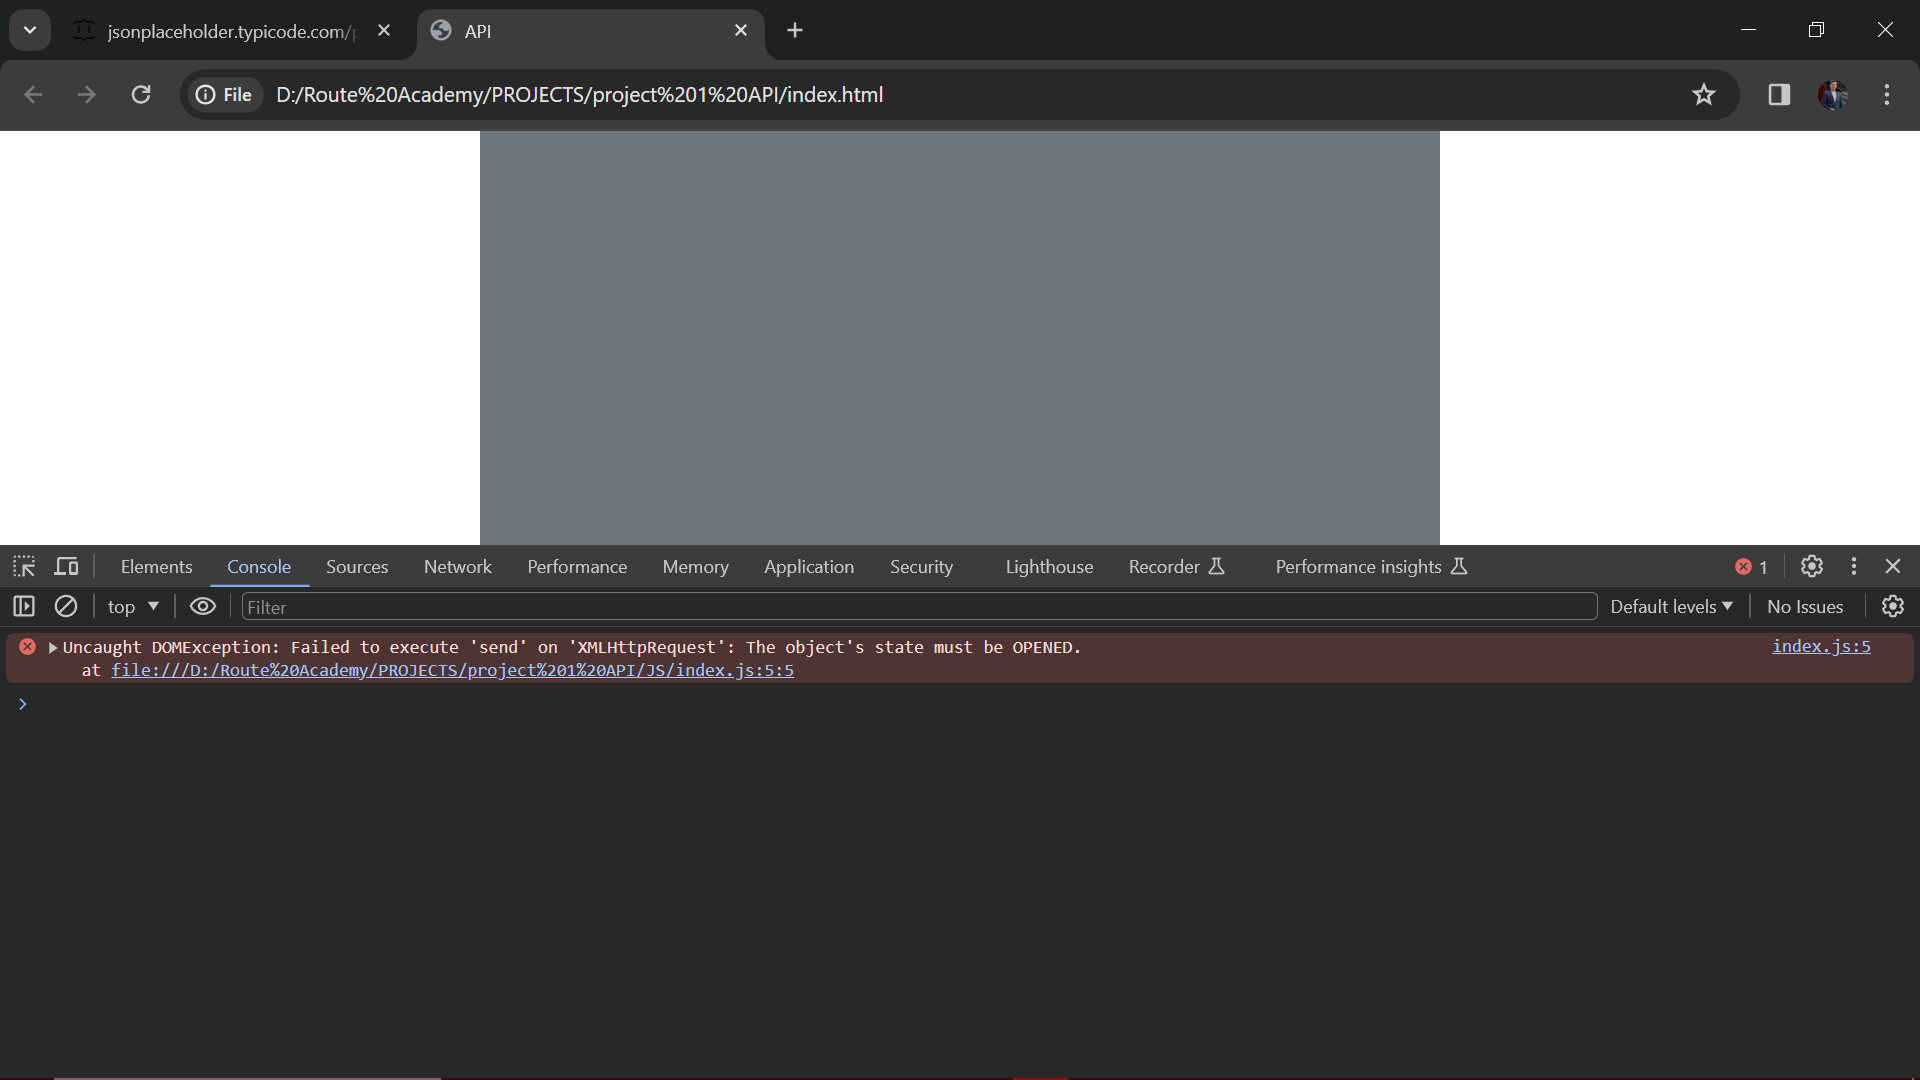 jsonplaceholder.typicode.com/
API
File
D:/Route%20Academy/PROJECTS/project%201%20API/index.html
Elements
Console
Sources
Network
Performance
Memory
Application
Security
Lighthouse
Recorder
Performance insights
1
top
Filter
Default levels
No Issues
Uncaught DOMException: Failed to execute 'send' on 'XMLHttpRequest': The object's state must be OPENED.
index.js:5
at file:///D:/Route%20Academy/PROJECTS/project%201%20API/JS/index.js:5:5